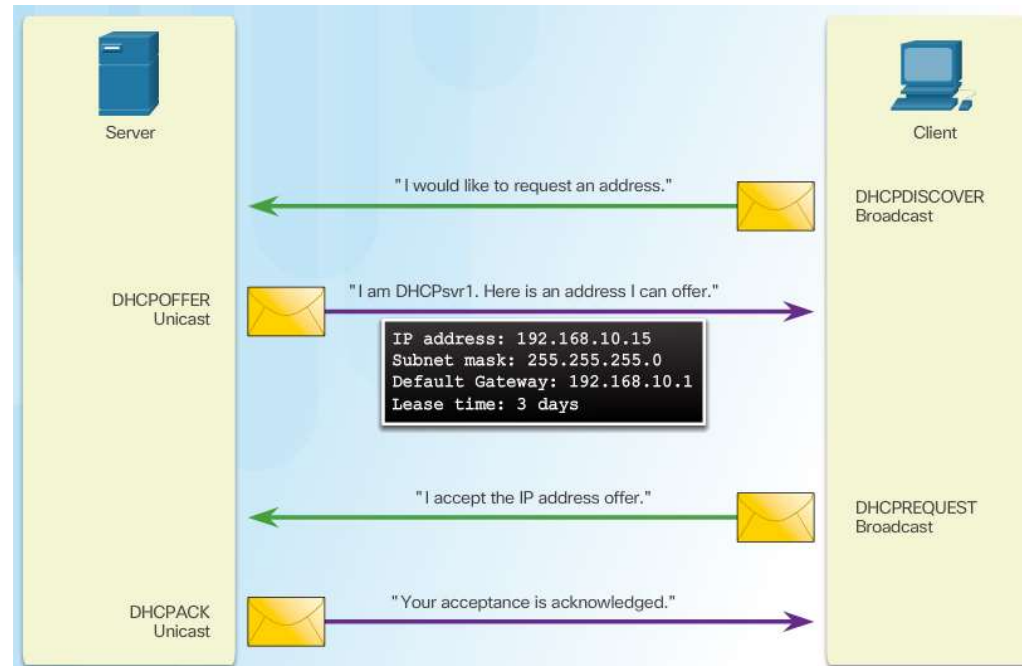 Server
Client
"I would like to request an address."
DHCPDISCOVER
Broadcast
DHCPOFFER
Unicast
"I am DHCPsvr1. Here is an address I can offer."
IP address: 192.168.10.15
Subnet mask: 255.255.255.0
Default Gateway: 192.168.10.1
Lease time: 3 days
"I accept the IP address offer."
DHCPREQUEST
Broadcast
DHCPACK
Unicast
"Your acceptance is acknowledged."